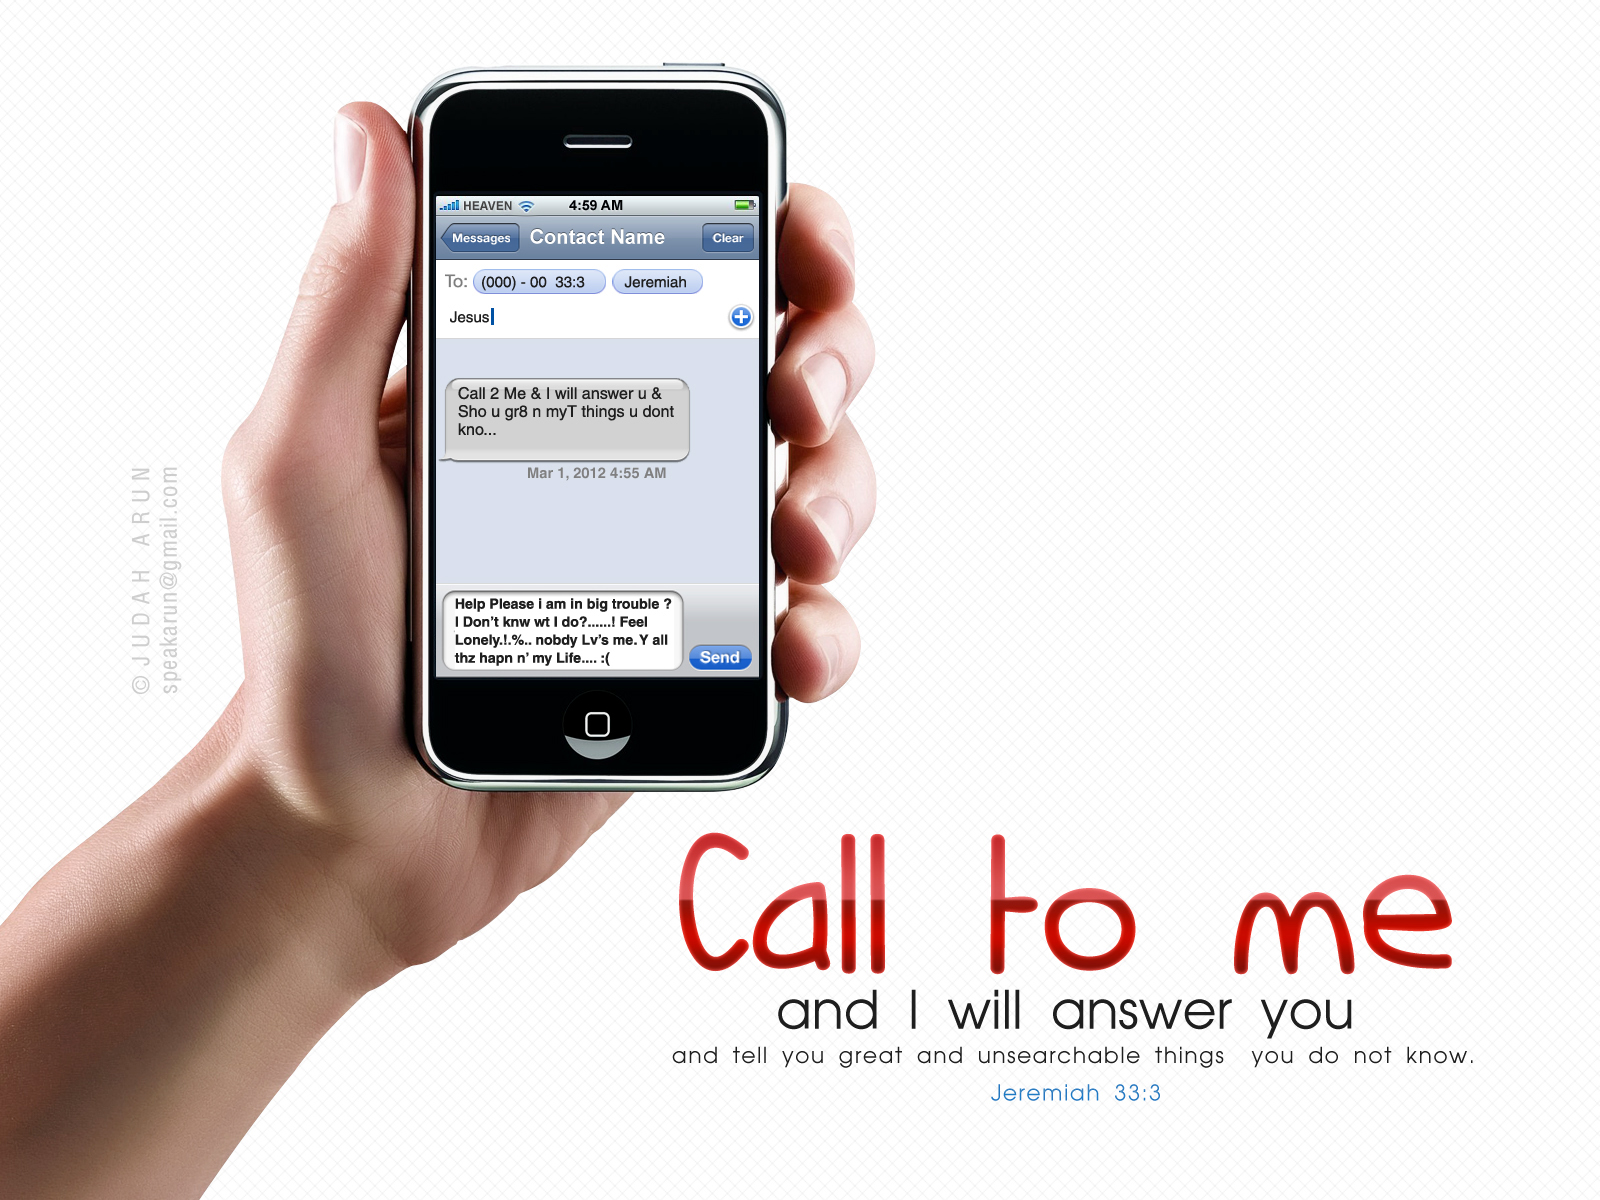 HEAVEN 4:59 AM
Messages Contact Name Clear
To: (000) - 00 33:3 Jeremiah
Jesus
Call 2 Me & I will answer u &
Sho u gr8 n myT things u dont
kno...
Mar 1, 2012 4:55 AM
Help Please i am in big trouble ?
I Don't knw wt I do?......! Feel
Lonely.!.%.. nobdy Lv's me. Y all
thz hapn n' my Life.... :(
Send
© JUDAH ARUN
speakarun@gmail.com
Call to me
and I will answer you
and tell you great and unsearchable things you do not know.
Jeremiah 33:3